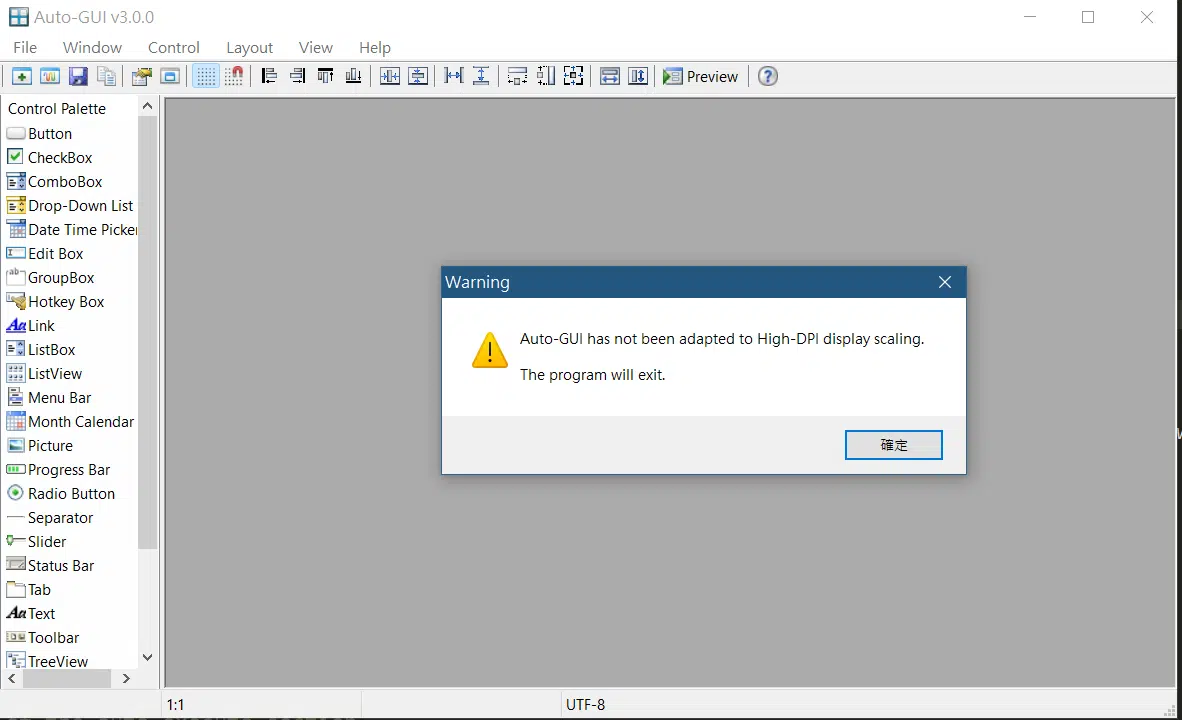 Auto-GUI v3.0.0
File Window Control Layout View Help
Preview
Control Palette
Button
CheckBox
ComboBox
Drop-Down List
Date Time Picker
Edit Box
GroupBox
Hotkey Box
Link
ListBox
ListView
Menu Bar
Month Calendar
Picture
Progress Bar
Radio Button
Separator
Slider
Status Bar
Tab
Text
Toolbar
TreeView
Warning
Auto-GUI has not been adapted to High-DPI display scaling.
The program will exit.
確定
1:1
UTF-8